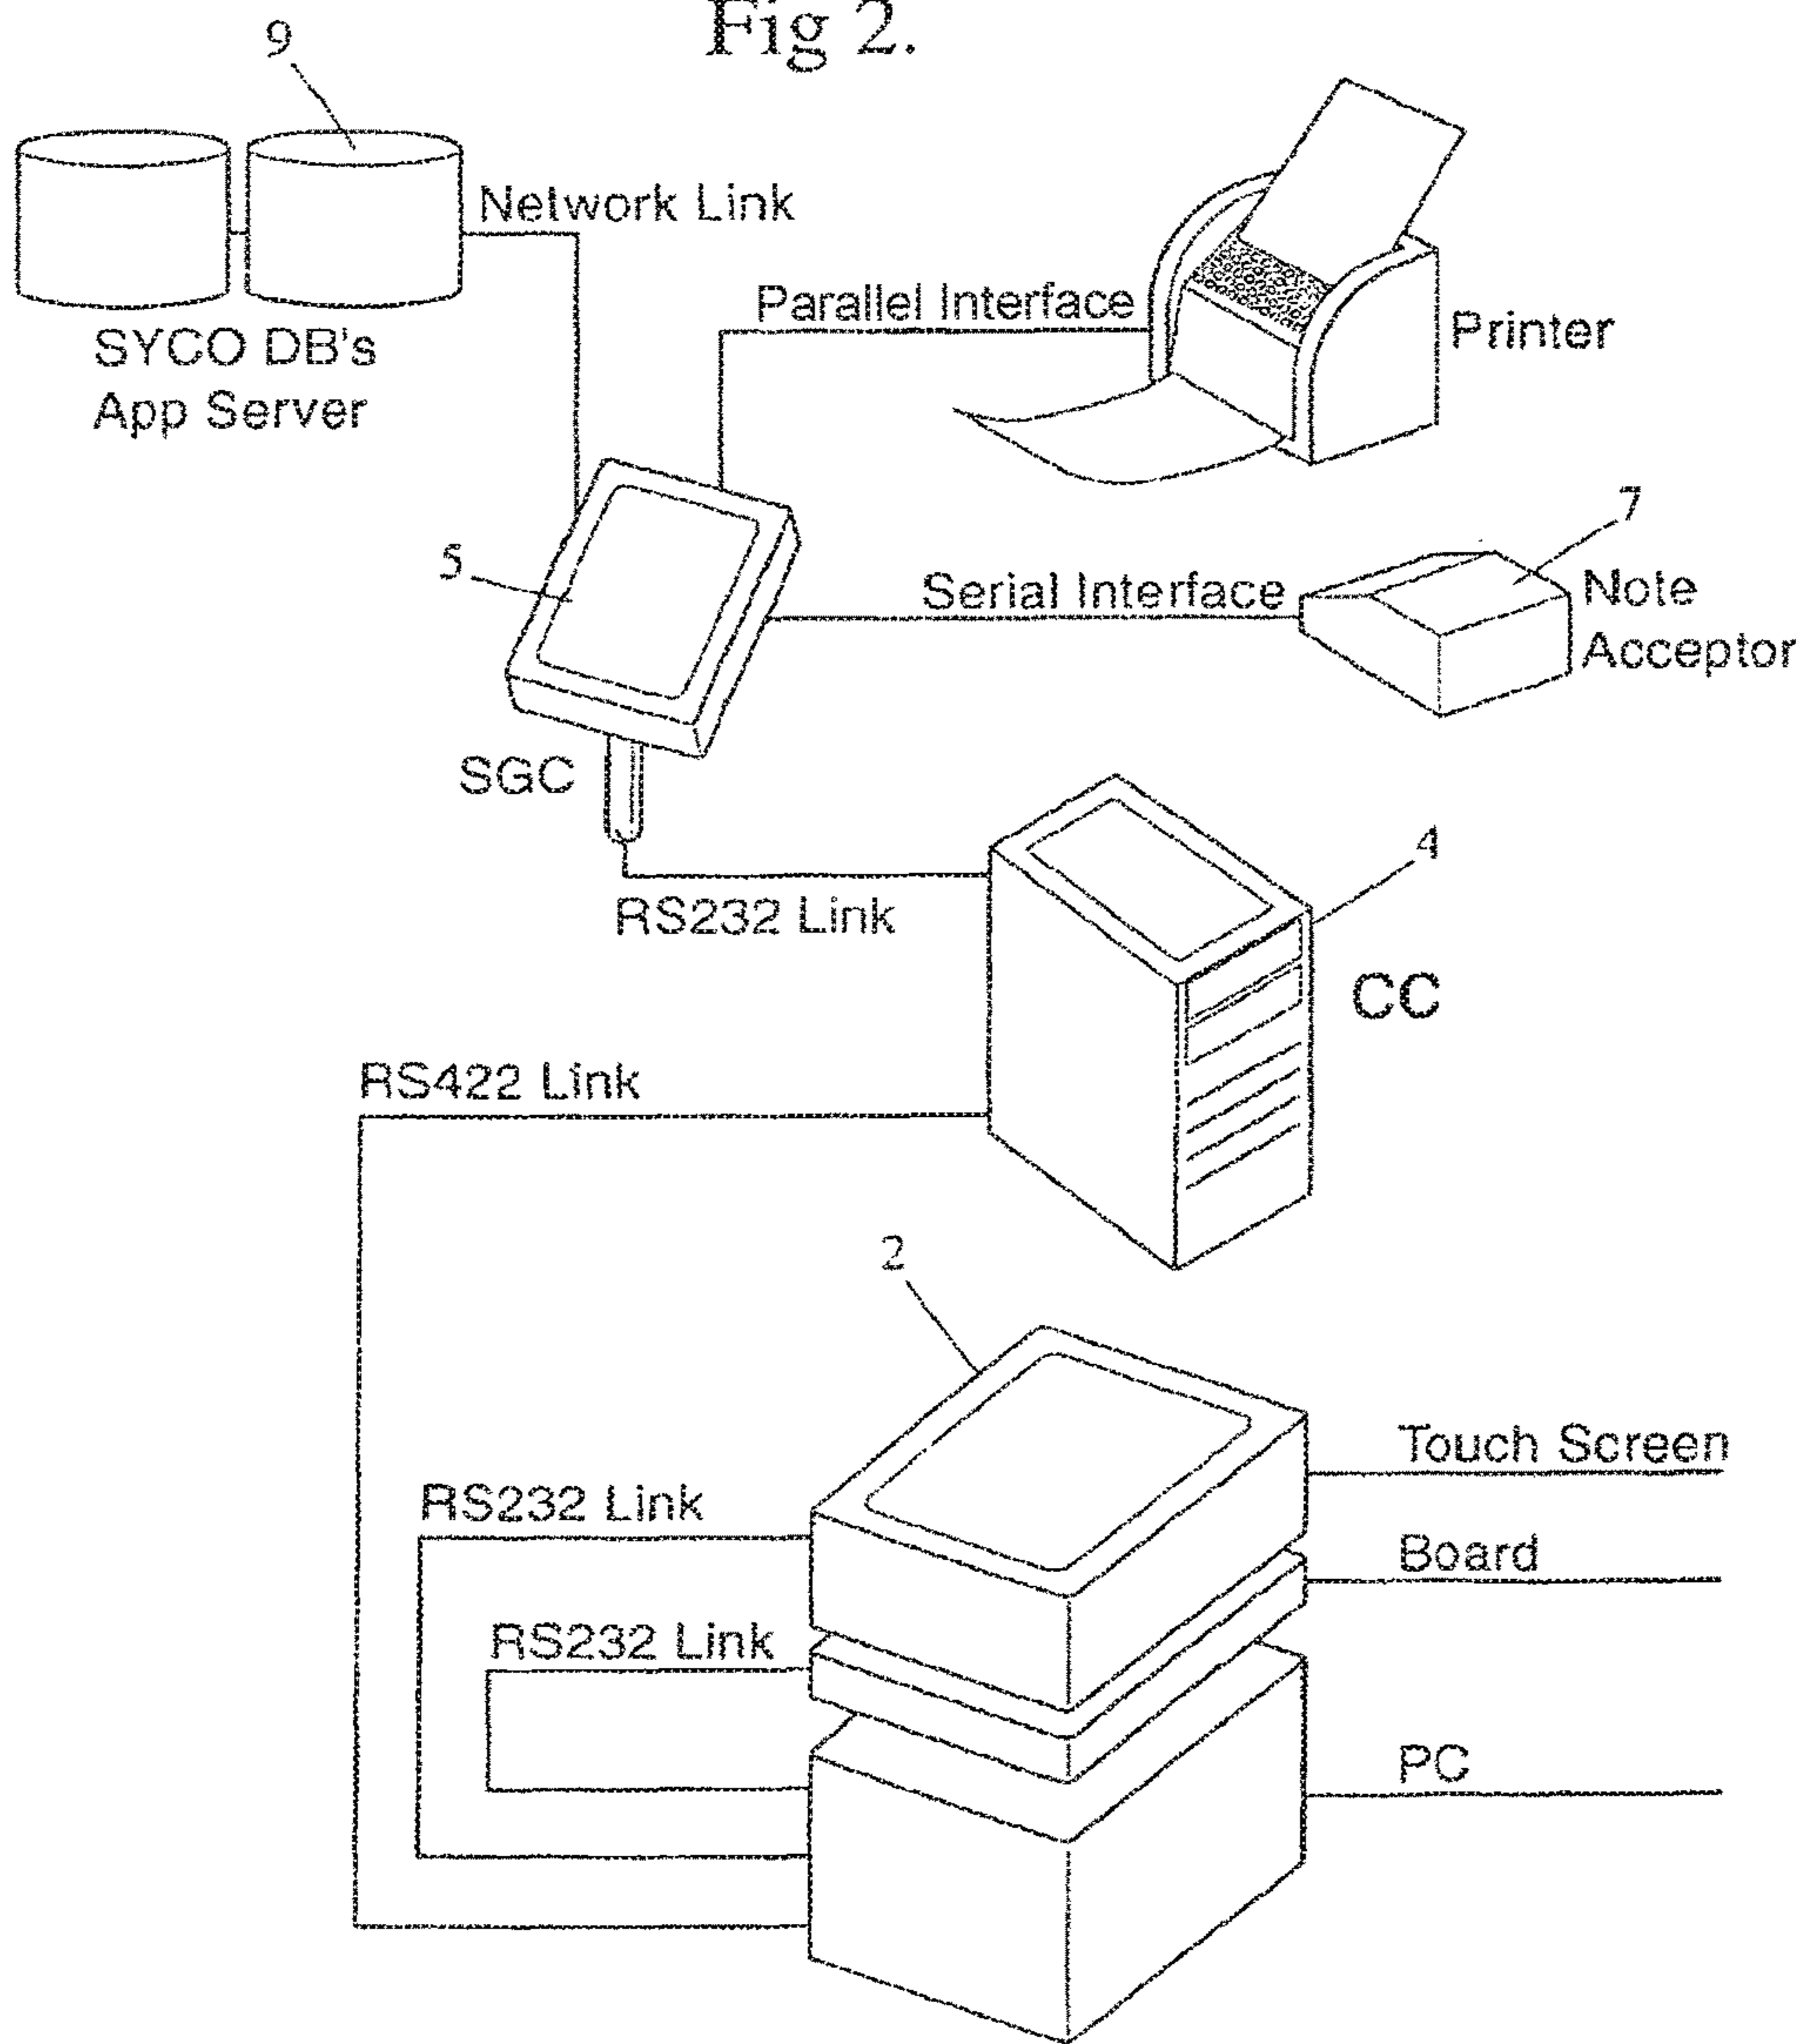 Fig 2.
9
Network Link
SYCO DB's
App Server
Parallel Interface
Printer
7
5
Serial Interface
Note
Acceptor
SGC
4
RS232 Link
CC
RS422 Link
2
Touch Screen
RS232 Link
Board
RS232 Link
PC